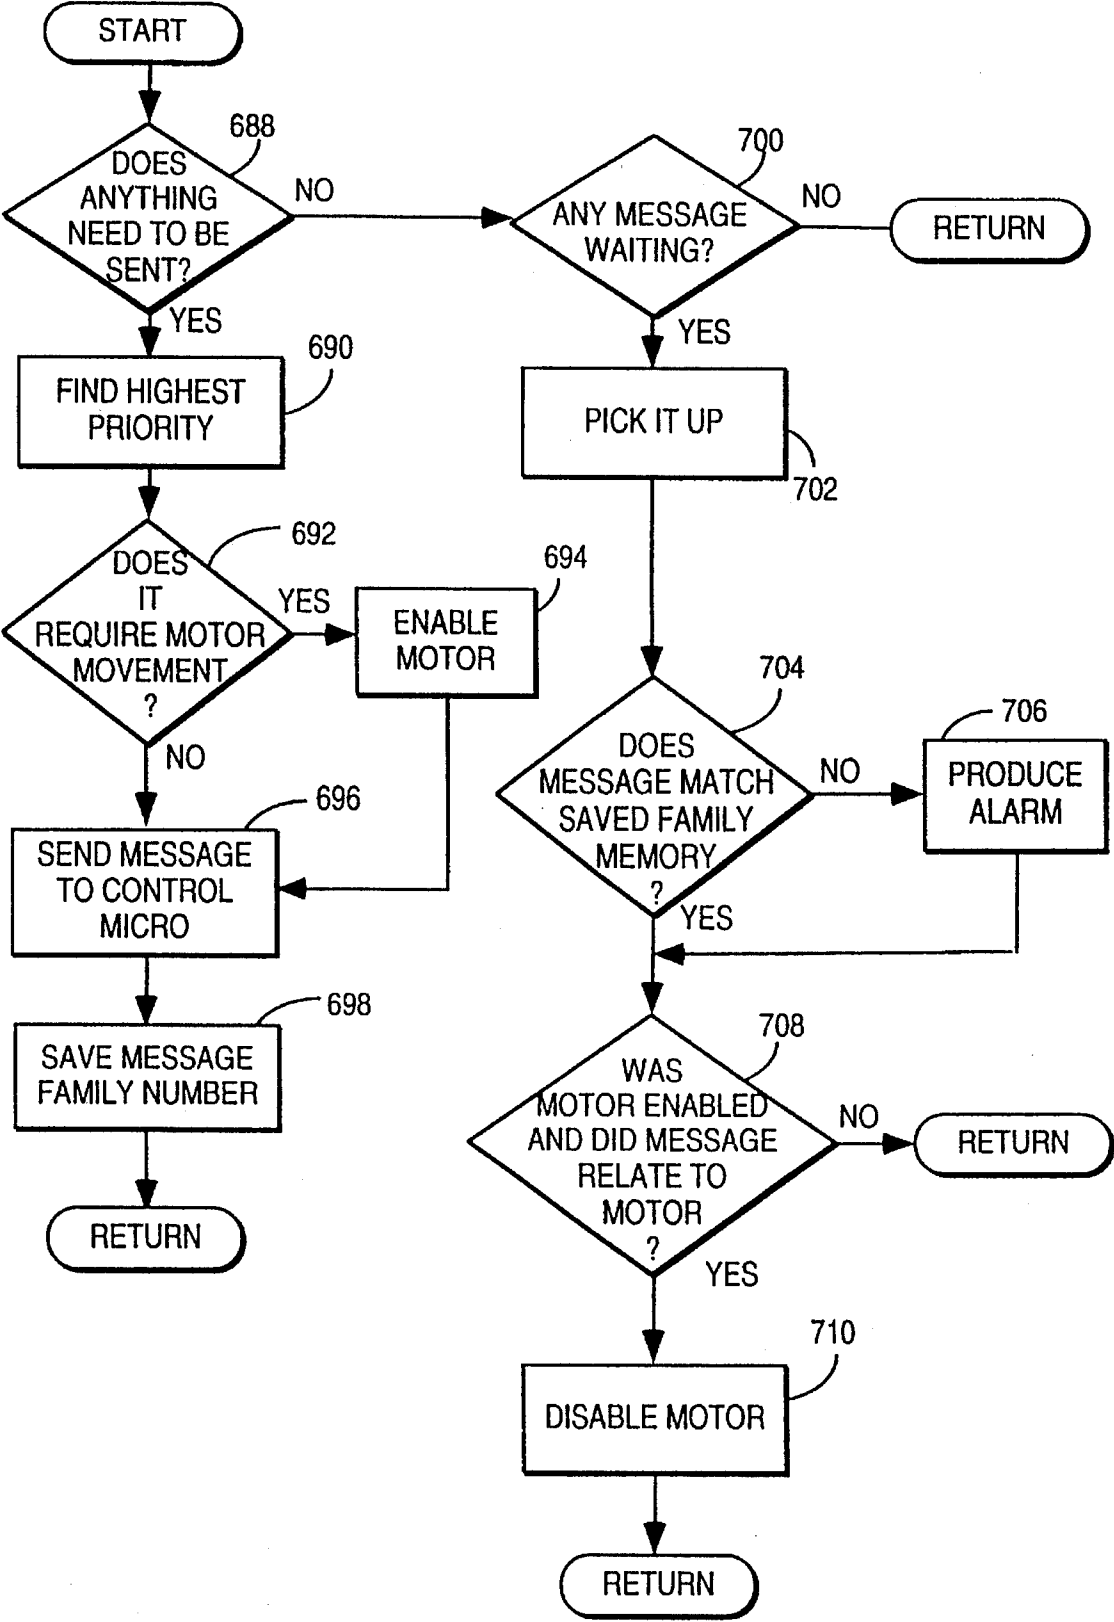 START
688
DOES
ANYTHING
NEED TO BE
SENT?
NO
YES
690
FIND HIGHEST
PRIORITY
692
DOES
IT
REQUIRE MOTOR
MOVEMENT
?
YES
694
ENABLE
MOTOR
NO
696
SEND MESSAGE
TO CONTROL
MICRO
698
SAVE MESSAGE
FAMILY NUMBER
RETURN
700
ANY MESSAGE
WAITING?
NO
RETURN
YES
PICK IT UP
702
704
DOES
MESSAGE MATCH
SAVED FAMILY
MEMORY
?
NO
706
PRODUCE
ALARM
YES
708
WAS
MOTOR ENABLED
AND DID MESSAGE
RELATE TO
MOTOR
?
NO
RETURN
YES
710
DISABLE MOTOR
RETURN